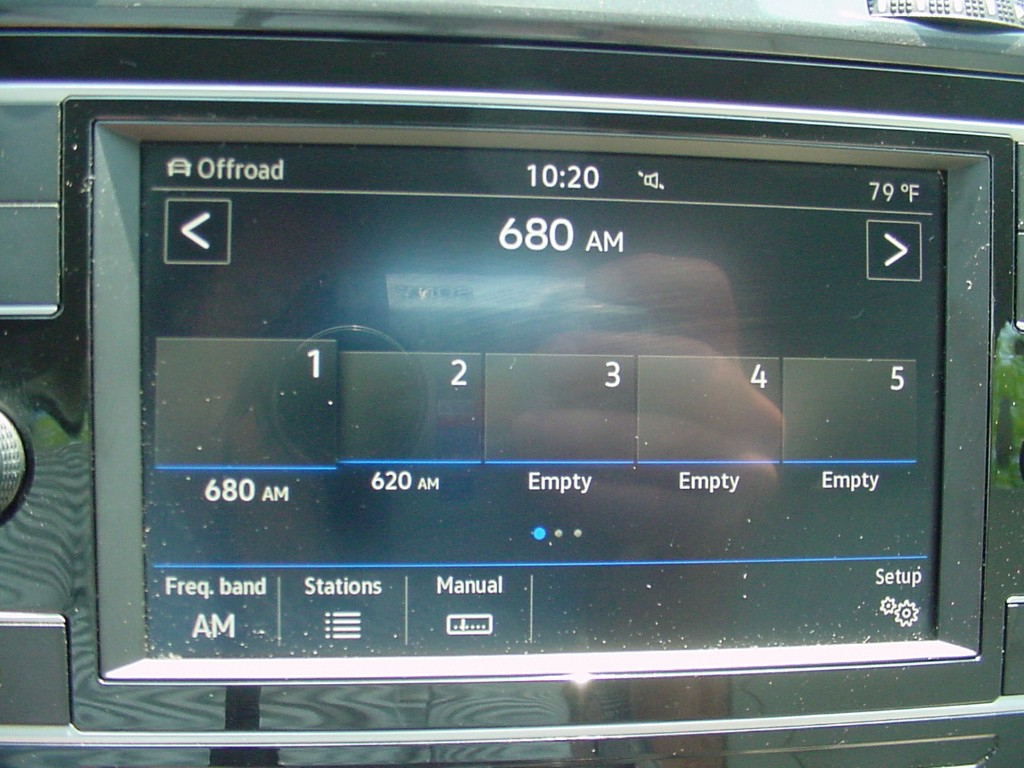 Offroad 10:20 79 °F
< 680 AM >
1 2 3 4 5
680 AM 620 AM Empty Empty Empty
Freq. band Stations Manual Setup
AM